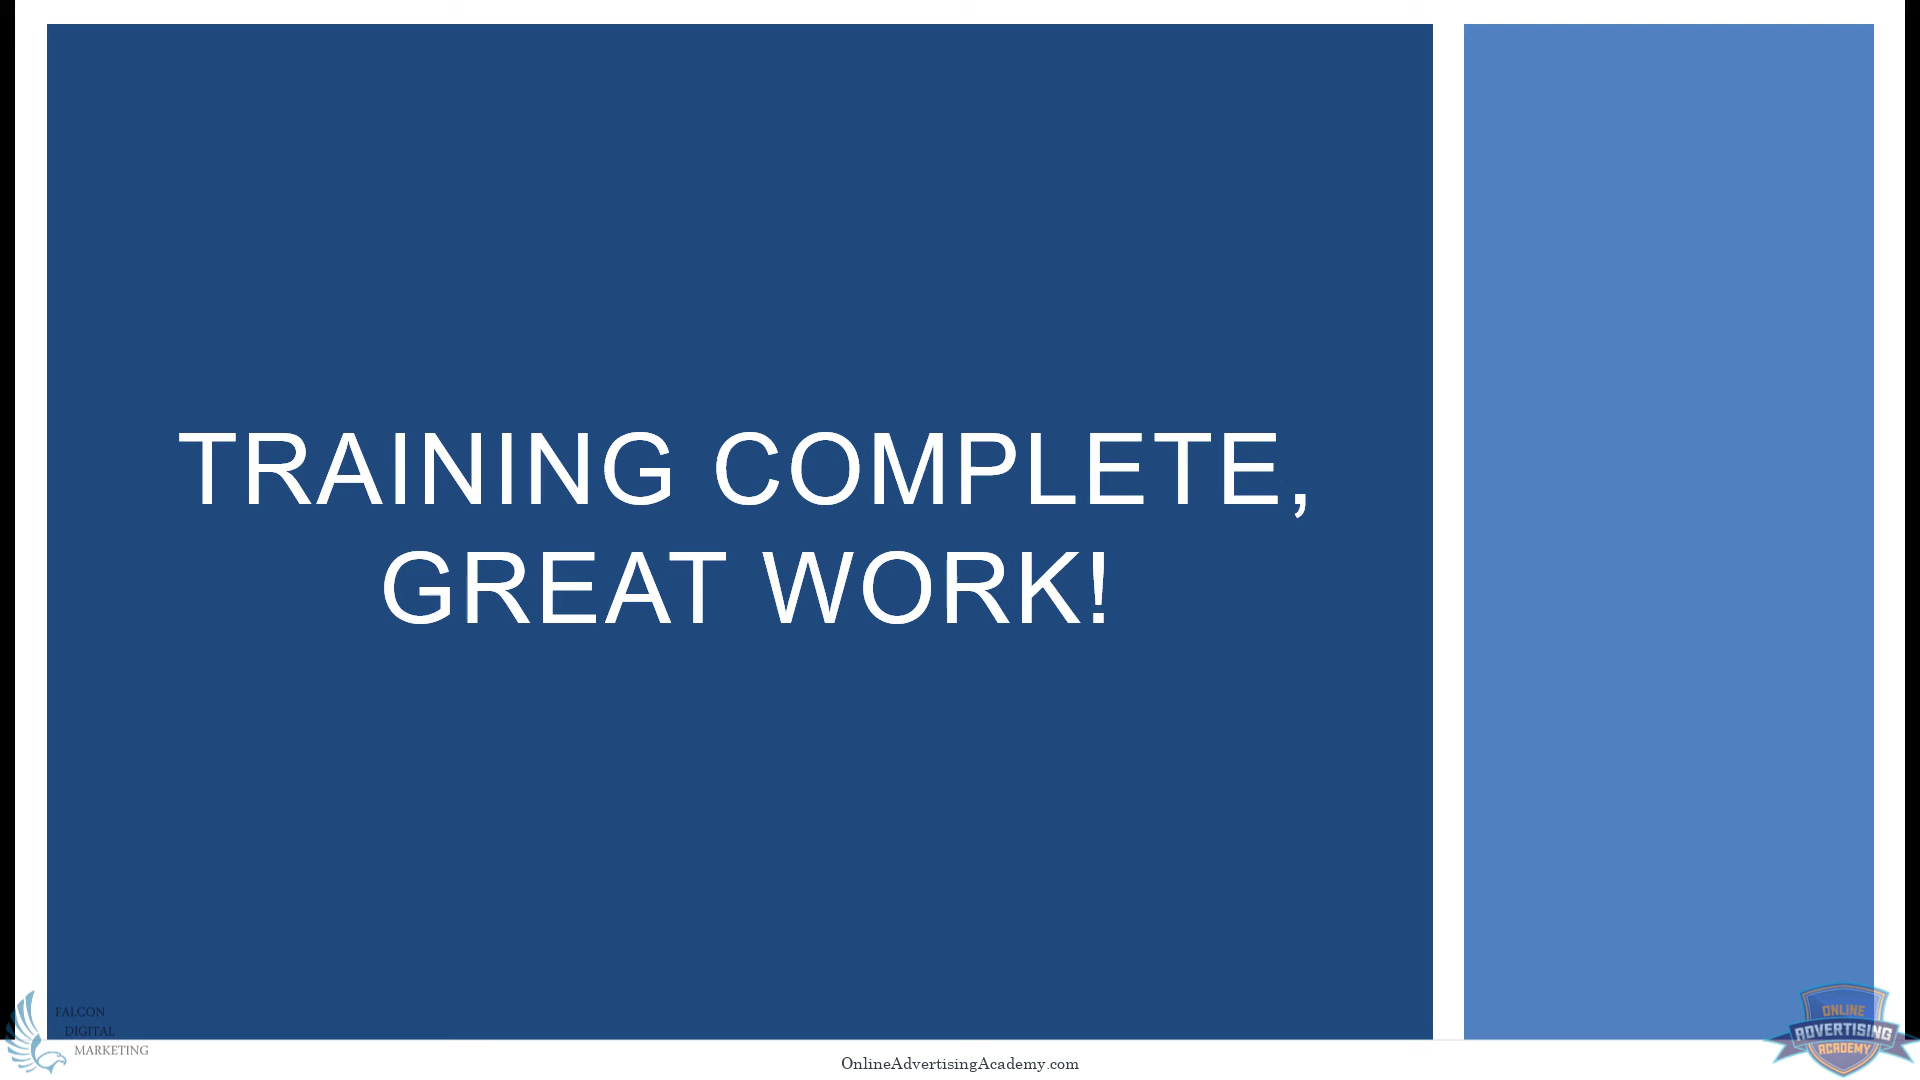 TRAINING COMPLETE,
GREAT WORK!
FALCON
DIGITAL
MARKETING
OnlineAdvertisingAcademy.com
ONLINE
ADVERTISING
ACADEMY